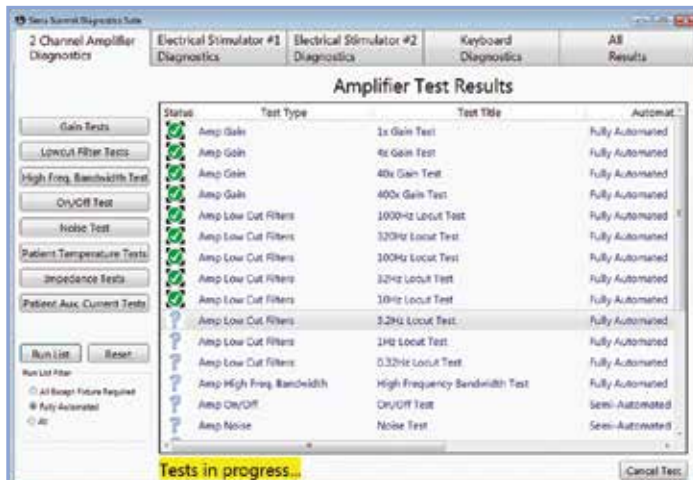 Sierra Summit Diagnostics Suite
2 Channel Amplifier Diagnostics
Electrical Stimulator #1 Diagnostics
Electrical Stimulator #2 Diagnostics
Keyboard Diagnostics
All Results
Amplifier Test Results
Gain Tests
Lowcut Filter Tests
High Freq. Bandwidth Test
On/Off Test
Noise Test
Patient Temperature Tests
Impedance Tests
Patient Aux. Current Tests
Run List Reset
Run List Filter
All Except Fixture Required
Fully Automated
All
Status Test Type Test Title Automat
Amp Gain 1x Gain Test Fully Automated
Amp Gain 4x Gain Test Fully Automated
Amp Gain 40x Gain Test Fully Automated
Amp Gain 400x Gain Test Fully Automated
Amp Low Cut Filters 1000Hz Locut Test Fully Automated
Amp Low Cut Filters 320Hz Locut Test Fully Automated
Amp Low Cut Filters 100Hz Locut Test Fully Automated
Amp Low Cut Filters 32Hz Locut Test Fully Automated
Amp Low Cut Filters 10Hz Locut Test Fully Automated
? Amp Low Cut Filters 3.2Hz Locut Test Fully Automated
? Amp Low Cut Filters 1Hz Locut Test Fully Automated
? Amp Low Cut Filters 0.32Hz Locut Test Fully Automated
? Amp High Freq. Bandwidth High Frequency Bandwidth Test Fully Automated
? Amp On/Off On/Off Test Semi-Automated
? Amp Noise Noise Test Semi-Automated
Tests in progress...
Cancel Test